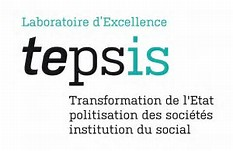 Laboratoire d'Excellence
tepsis
Transformation de l'Etat
politisation des sociétés
institution du social